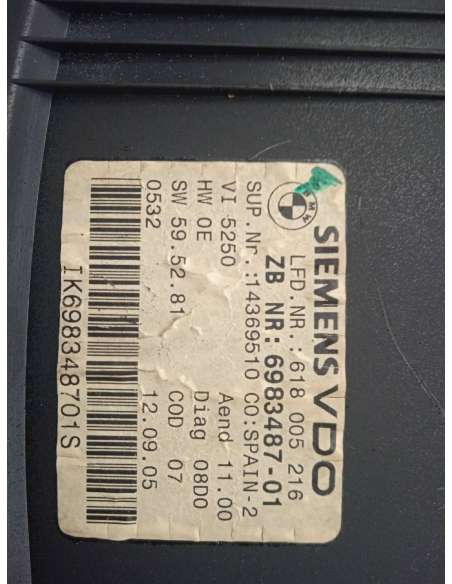 SIEMENS VDO
BMW
LFD.NR.:618 005 216
ZB NR:6983487-01
SUP.Nr.:14369510 CO:SPAIN-2
VI 5250 Aend 11.00
HW 0E Diag 08D0
SW 59.52.81 COD 07
0532 12.09.05
IK698348701S